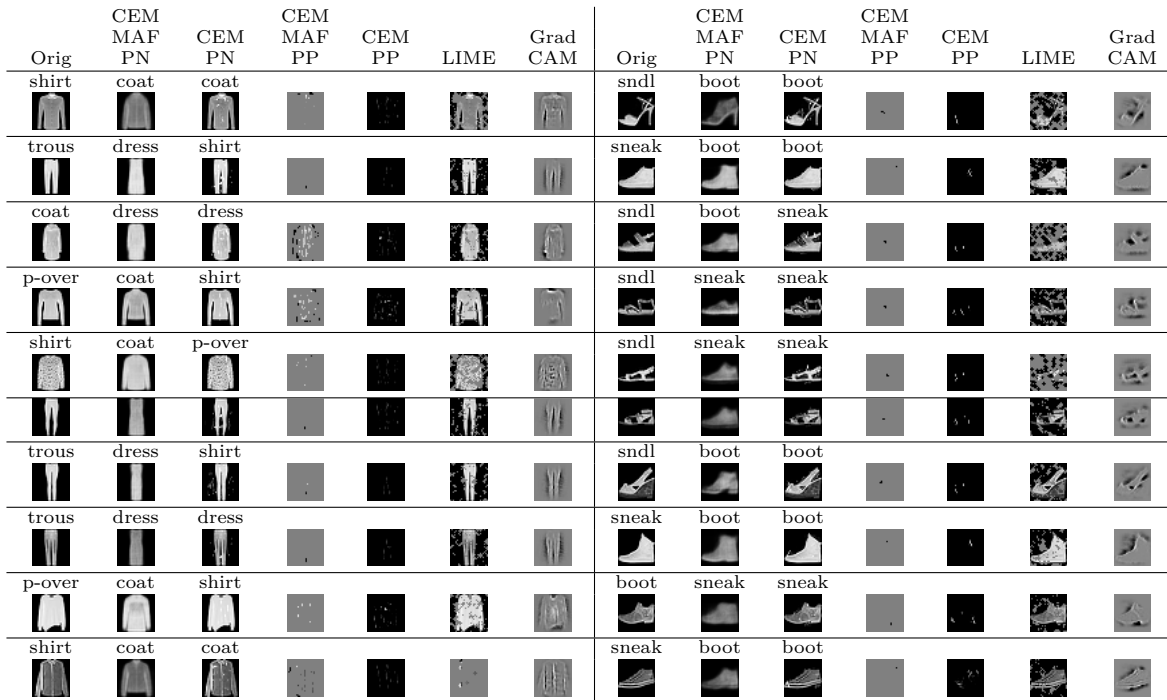 CEM CEM CEM CEM
MAF CEM MAF CEM Grad MAF CEM MAF CEM Grad
Orig PN PN PP PP LIME CAM Orig PN PN PP PP LIME CAM
shirt coat coat sndl boot boot
trous dress shirt sneak boot boot
coat dress dress sndl boot sneak
p-over coat shirt sndl sneak sneak
shirt coat p-over sndl sneak sneak
trous dress shirt sndl boot boot
trous dress dress sneak boot boot
p-over coat shirt boot sneak sneak
shirt coat coat sneak boot boot